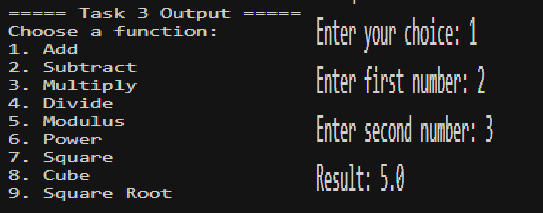 ===== Task 3 Output =====
Choose a function:
1. Add
2. Subtract
3. Multiply
4. Divide
5. Modulus
6. Power
7. Square
8. Cube
9. Square Root
Enter your choice: 1
Enter first number: 2
Enter second number: 3
Result: 5.0